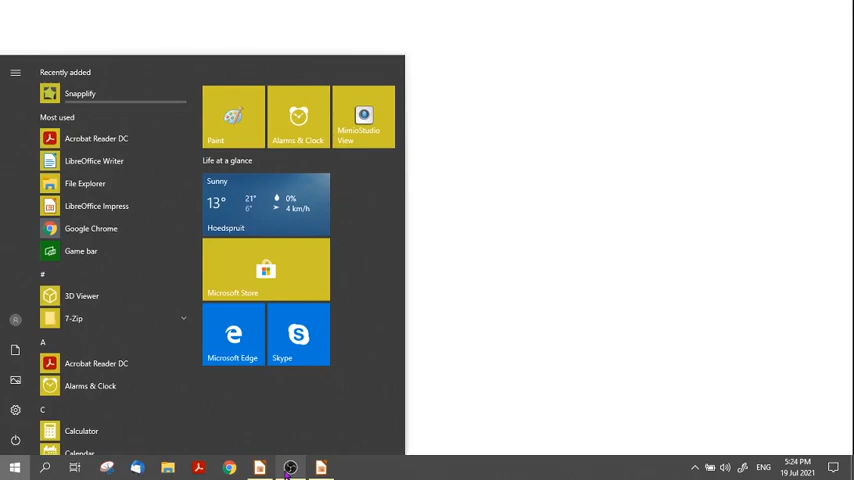 Recently added
Snapplify
Most used
Acrobat Reader DC
LibreOffice Writer
File Explorer
LibreOffice Impress
Google Chrome
Game bar
#
3D Viewer
7-Zip
A
Acrobat Reader DC
Alarms & Clock
C
Calculator
Calendar
Paint
Alarms & Clock
MimioStudio
View
Life at a glance
Sunny
13°
21°
6°
0%
4 km/h
Hoedspruit
Microsoft Store
Microsoft Edge
Skype
ENG
5:24 PM
19 Jul 2021